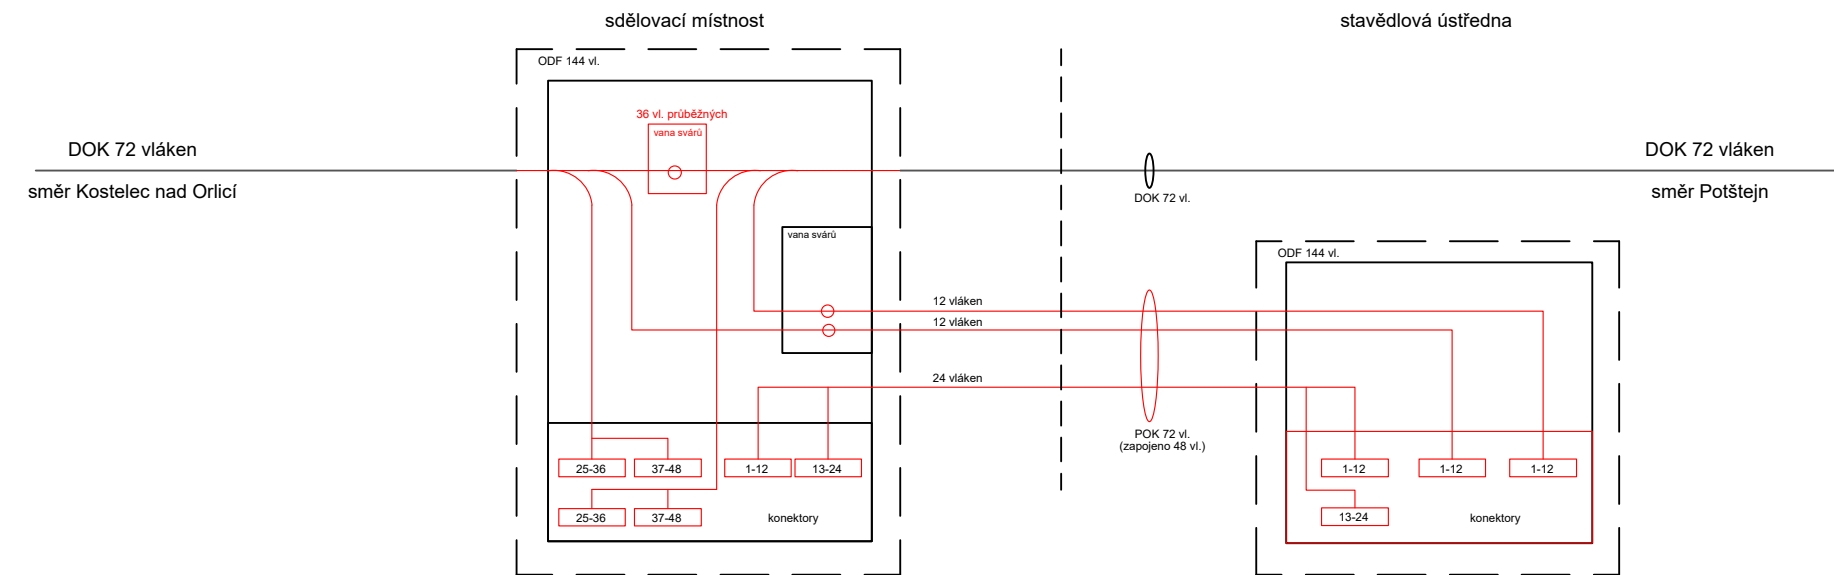 sdělovací místnost
stavědlová ústředna
ODF 144 vl.
36 vl. průběžných
vana svárů
DOK 72 vláken
směr Kostelec nad Orlicí
DOK 72 vláken
směr Potštejn
DOK 72 vl.
vana svárů
ODF 144 vl.
12 vláken
12 vláken
24 vláken
POK 72 vl.
(zapojeno 48 vl.)
25-36
37-48
1-12
13-24
25-36
37-48
konektory
1-12
1-12
1-12
13-24
konektory